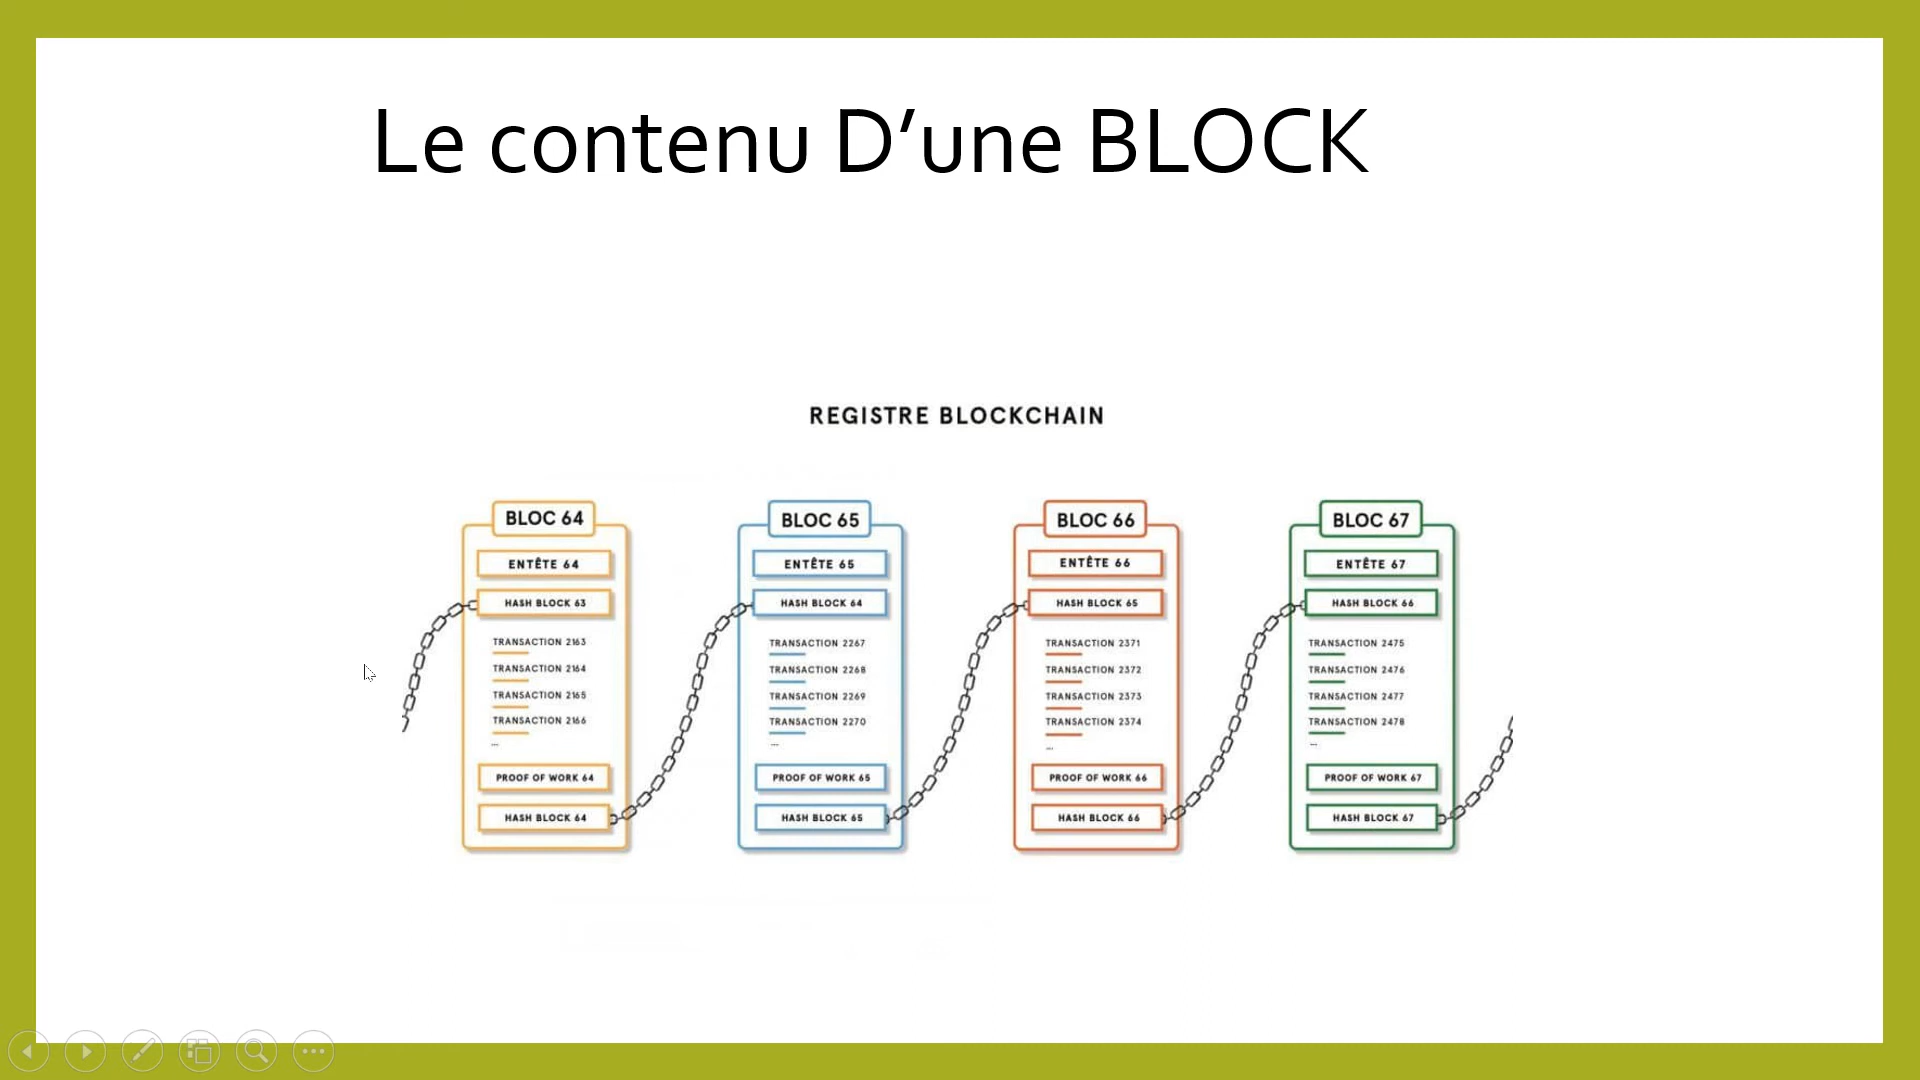 Le contenu D’une BLOCK
REGISTRE BLOCKCHAIN
BLOC 64
ENTÊTE 64
HASH BLOCK 63
TRANSACTION 2163
TRANSACTION 2164
TRANSACTION 2165
TRANSACTION 2166
...
PROOF OF WORK 64
HASH BLOCK 64
BLOC 65
ENTÊTE 65
HASH BLOCK 64
TRANSACTION 2267
TRANSACTION 2268
TRANSACTION 2269
TRANSACTION 2270
...
PROOF OF WORK 65
HASH BLOCK 65
BLOC 66
ENTÊTE 66
HASH BLOCK 65
TRANSACTION 2371
TRANSACTION 2372
TRANSACTION 2373
TRANSACTION 2374
...
PROOF OF WORK 66
HASH BLOCK 66
BLOC 67
ENTÊTE 67
HASH BLOCK 66
TRANSACTION 2475
TRANSACTION 2476
TRANSACTION 2477
TRANSACTION 2478
...
PROOF OF WORK 67
HASH BLOCK 67